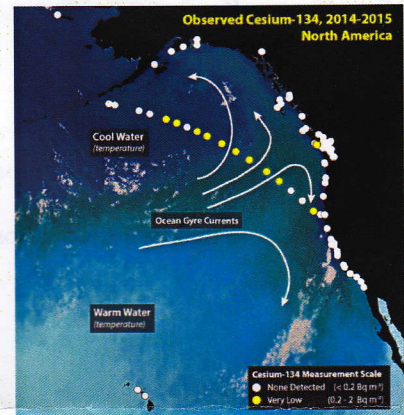 Observed Cesium-134, 2014-2015
North America
Cool Water
(temperature)
Ocean Gyre Currents
Warm Water
(temperature)
Cesium-134 Measurement Scale
None Detected (< 0.2 Bq m⁻³)
Very Low (0.2 - 2 Bq m⁻³)